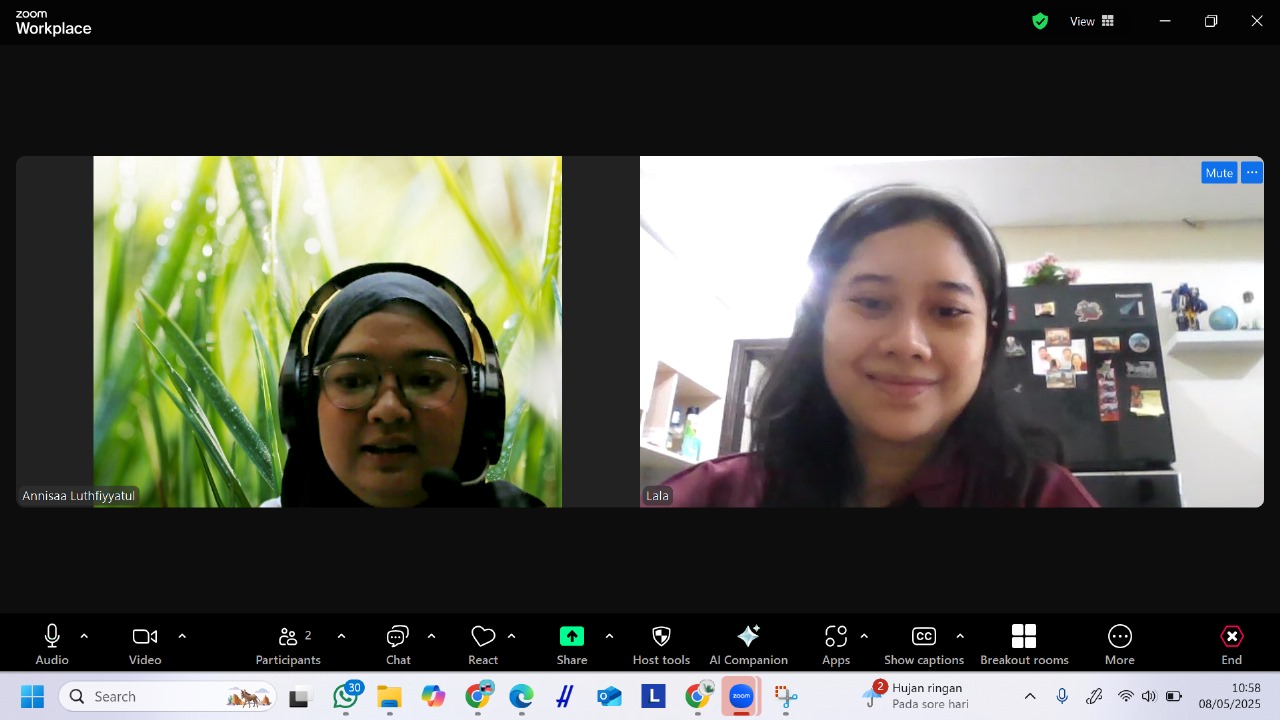 zoom
Workplace
View
Mute
Annisaa Luthfiyyatul
Lala
Audio
Video
Participants
2
Chat
React
Share
Host tools
AI Companion
Apps
CC
Show captions
Breakout rooms
More
End
Search
30
L
zoom
2
Hujan ringan
Pada sore hari
10:58
08/05/2025